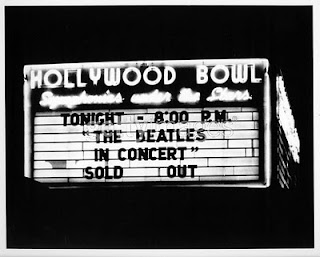 HOLLYWOOD BOWL
Symphonies under the Stars
TONIGHT - 8:00 P.M.
"THE BEATLES
IN CONCERT"
SOLD OUT